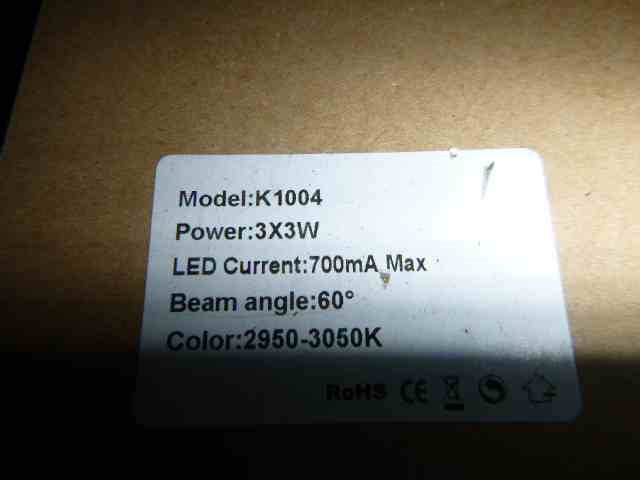 Model:K1004
Power:3X3W
LED Current:700mA Max
Beam angle:60°
Color:2950-3050K
RoHS CE